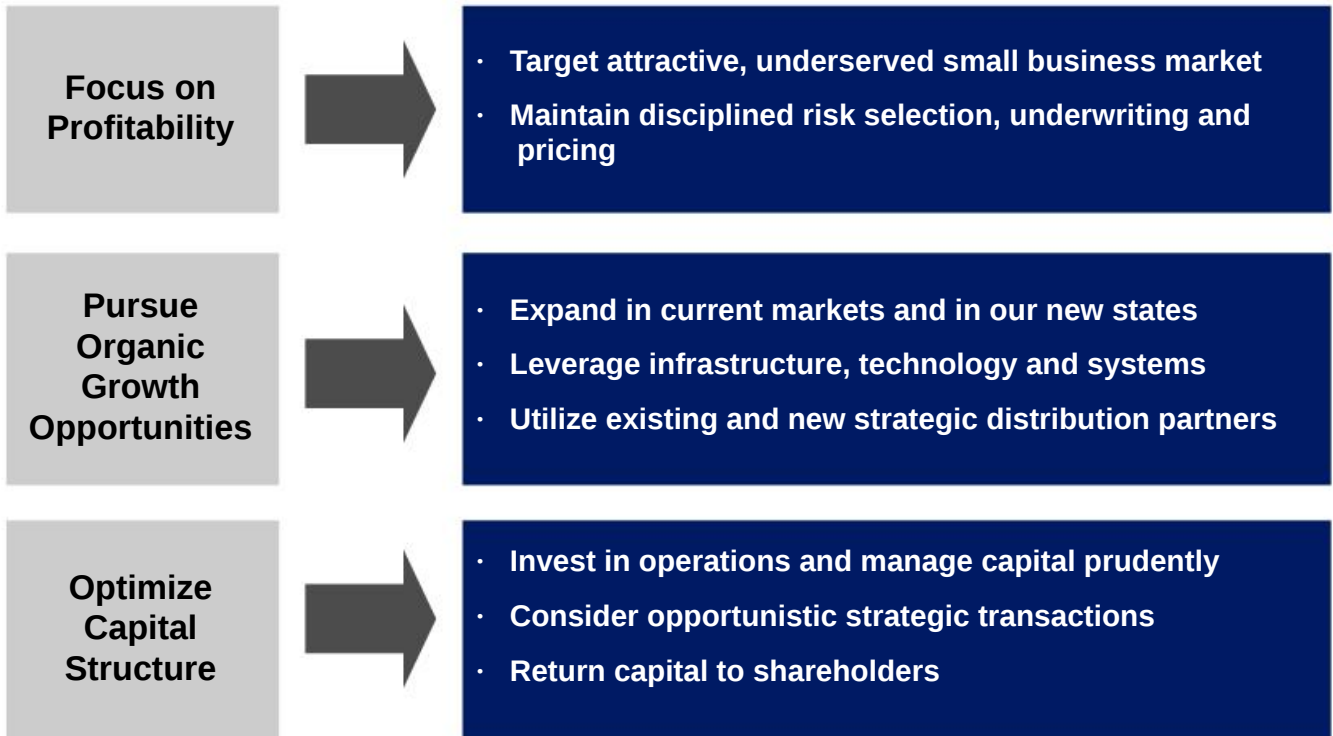 Focus on
Profitability
· Target attractive, underserved small business market
· Maintain disciplined risk selection, underwriting and
pricing
Pursue
Organic
Growth
Opportunities
· Expand in current markets and in our new states
· Leverage infrastructure, technology and systems
· Utilize existing and new strategic distribution partners
Optimize
Capital
Structure
· Invest in operations and manage capital prudently
· Consider opportunistic strategic transactions
· Return capital to shareholders